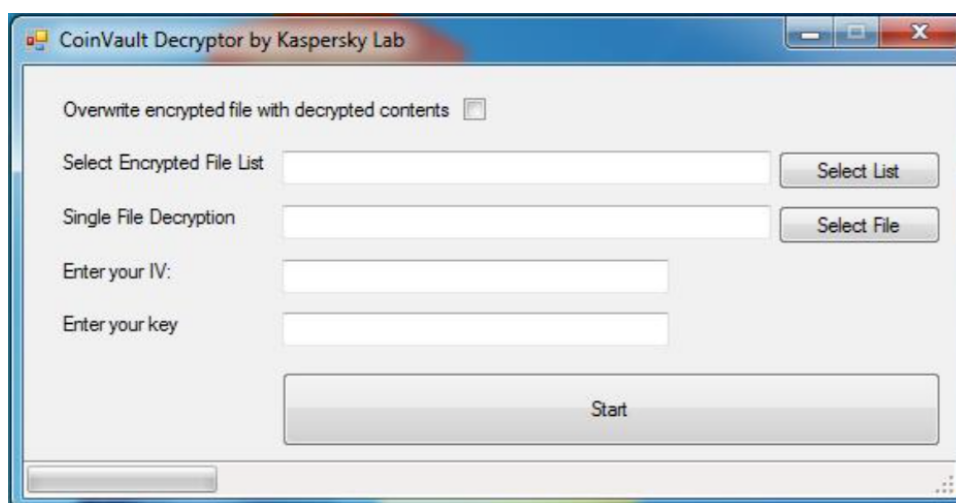 CoinVault Decryptor by Kaspersky Lab
Overwrite encrypted file with decrypted contents
Select Encrypted File List
Select List
Single File Decryption
Select File
Enter your IV:
Enter your key
Start